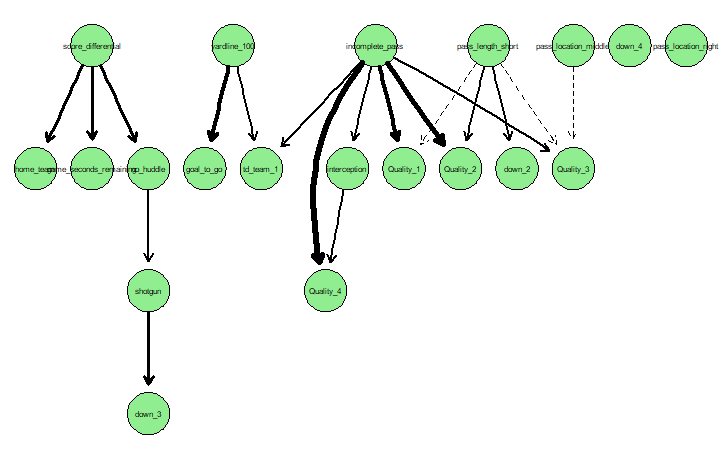 score_differential
yardline_100
incomplete_pass
pass_length_short
pass_location_middle
down_4
pass_location_right
home_team
game_seconds_remaining
no_huddle
goal_to_go
td_team_1
interception
Quality_1
Quality_2
down_2
Quality_3
shotgun
Quality_4
down_3